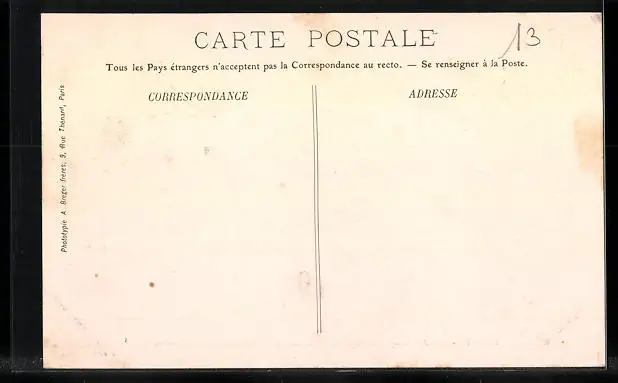 CARTE POSTALE
13
Tous les Pays étrangers n'acceptent pas la Correspondance au recto. — Se renseigner à la Poste.
CORRESPONDANCE
ADRESSE
Phototypie A. Breger frères, 9, Rue Thénard, Paris